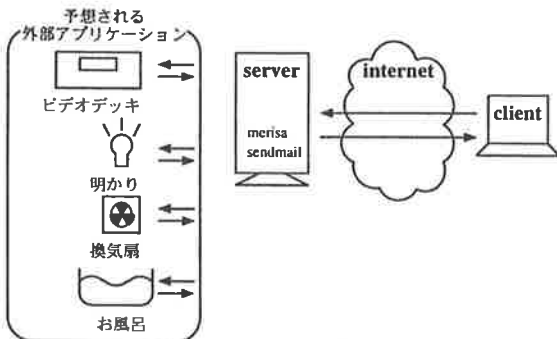 予想される
外部アプリケーション
ビデオデッキ
明かり
換気扇
お風呂
server
merisa
sendmail
internet
client